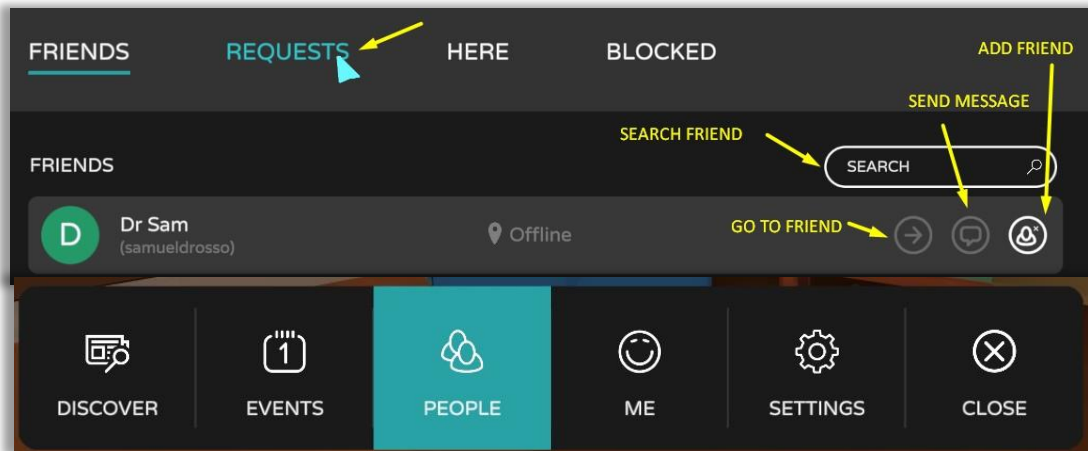 FRIENDS REQUESTS HERE BLOCKED ADD FRIEND
SEND MESSAGE
SEARCH FRIEND
FRIENDS SEARCH
D Dr Sam Offline GO TO FRIEND
(samueldrosso)
1
DISCOVER EVENTS PEOPLE ME SETTINGS CLOSE